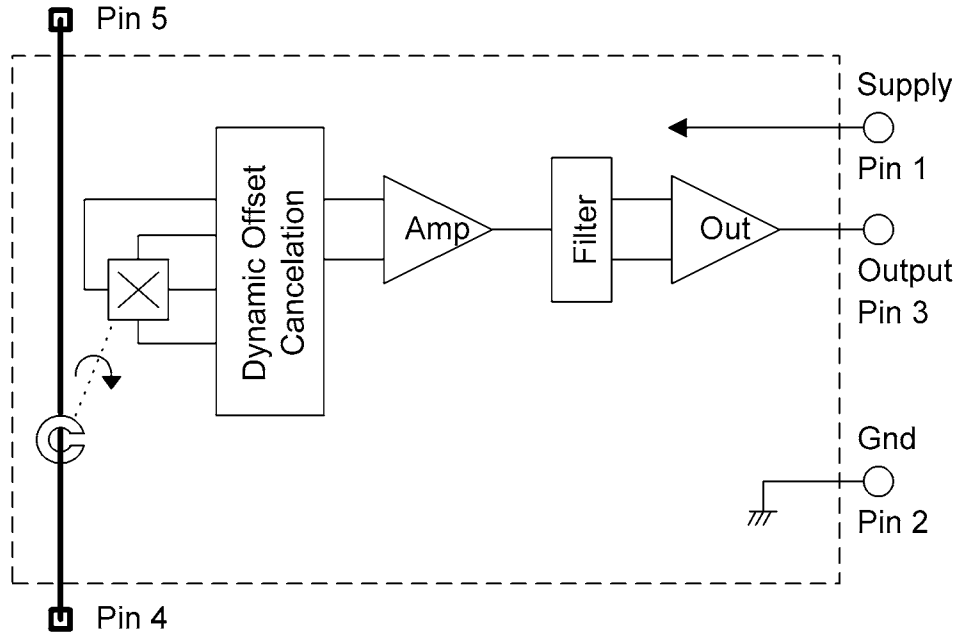 Pin 5
Supply
Pin 1
Dynamic Offset
Cancelation
Amp
Filter
Out
Output
Pin 3
Gnd
Pin 2
Pin 4